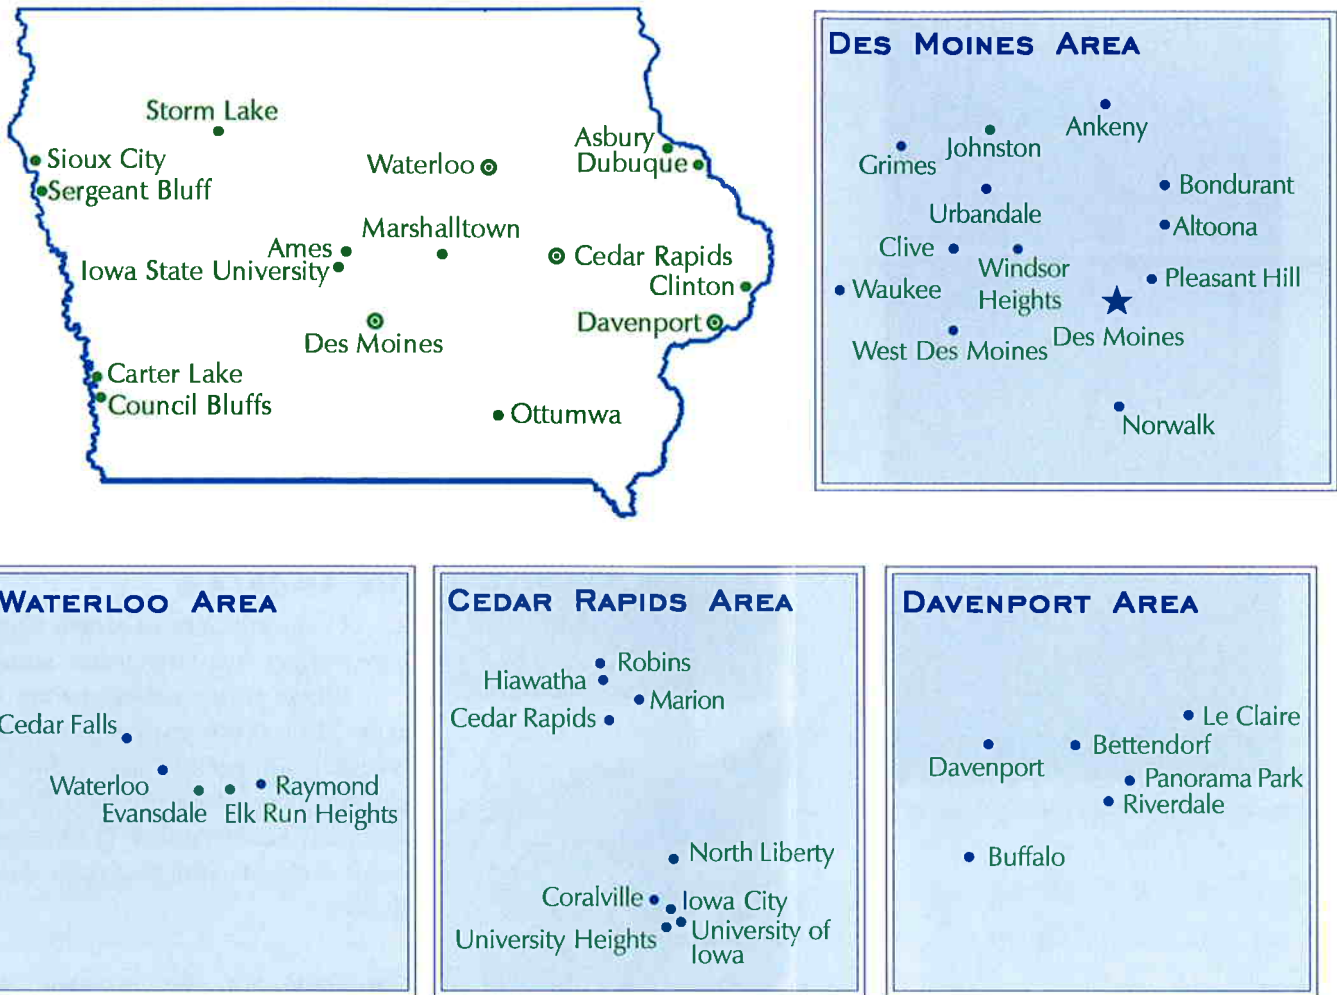 Storm Lake
Sioux City
Sergeant Bluff
Waterloo
Asbury
Dubuque
Marshalltown
Ames
Iowa State University
Cedar Rapids
Clinton
Davenport
Des Moines
Carter Lake
Council Bluffs
Ottumwa
DES MOINES AREA
Ankeny
Johnston
Grimes
Bondurant
Urbandale
Altoona
Clive
Windsor
Heights
Pleasant Hill
Waukee
Des Moines
West Des Moines
Norwalk
WATERLOO AREA
Cedar Falls
Waterloo
Raymond
Evansdale
Elk Run Heights
CEDAR RAPIDS AREA
Robins
Hiawatha
Marion
Cedar Rapids
North Liberty
Coralville
Iowa City
University Heights
University of
Iowa
DAVENPORT AREA
Le Claire
Bettendorf
Davenport
Panorama Park
Riverdale
Buffalo